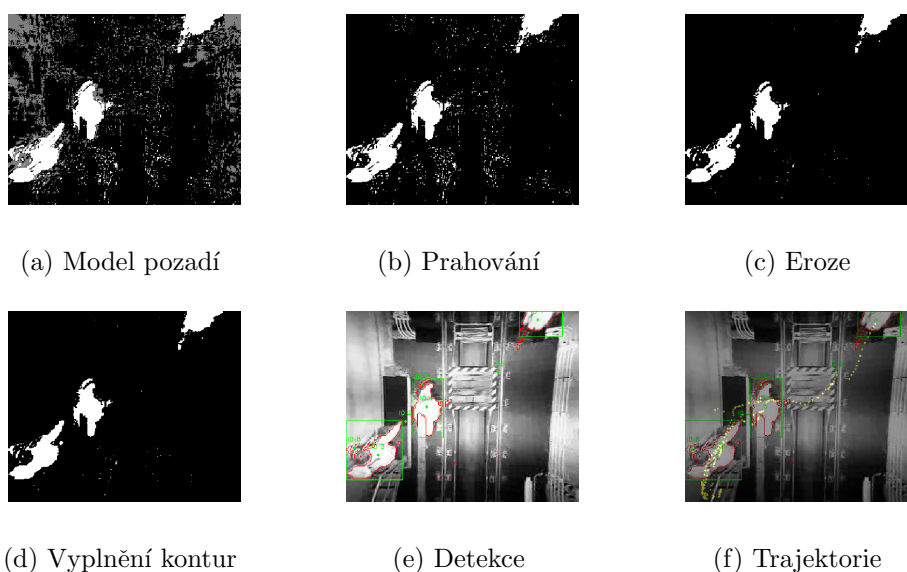 (a) Model pozadí
(b) Prahování
(c) Eroze
(d) Vyplnění kontur
(e) Detekce
(f) Trajektorie